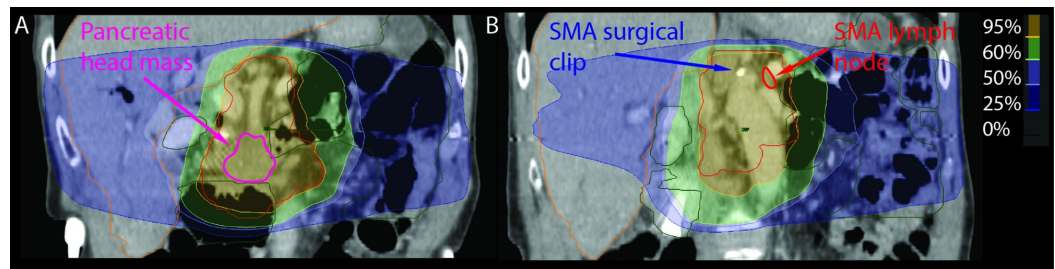 A
Pancreatic
head mass
B
SMA surgical
clip
SMA lymph
node
95%
60%
50%
25%
0%